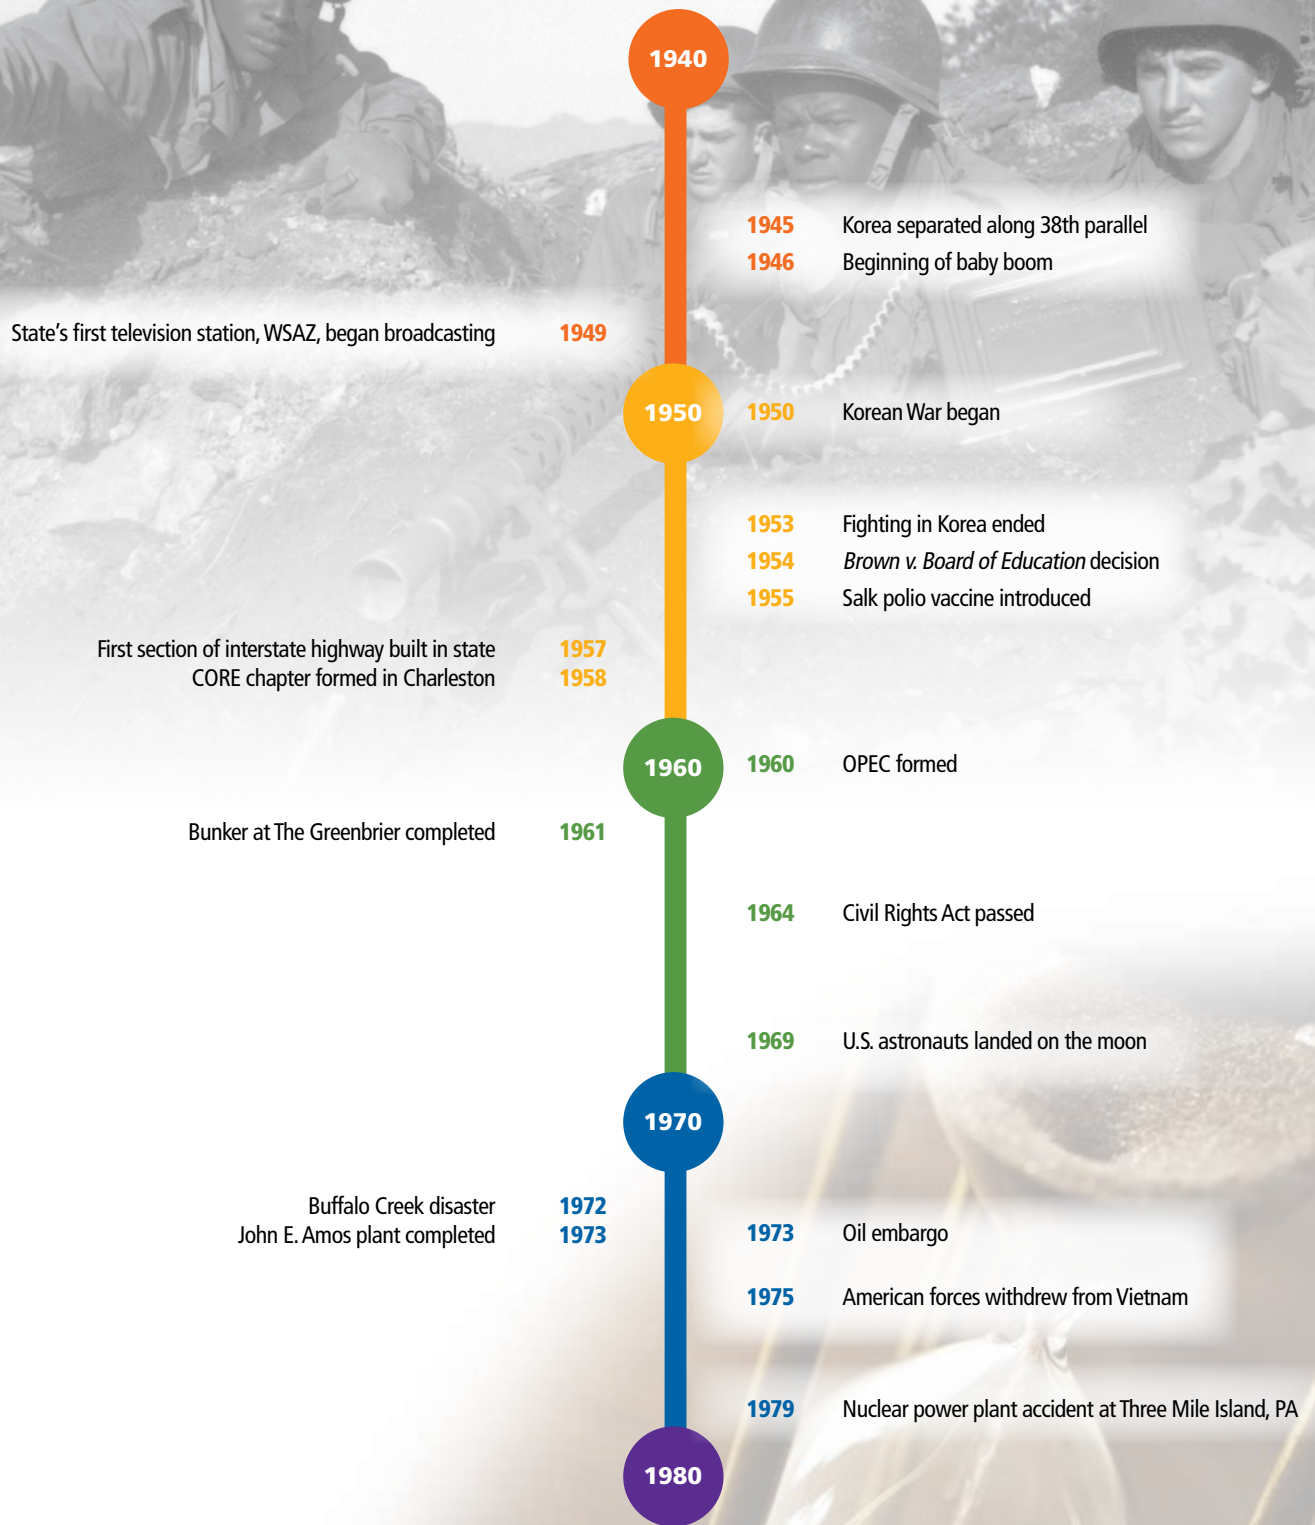 1940
1945 Korea separated along 38th parallel
1946 Beginning of baby boom
State's first television station, WSAZ, began broadcasting 1949
1950
1950 Korean War began
1953 Fighting in Korea ended
1954 Brown v. Board of Education decision
1955 Salk polio vaccine introduced
First section of interstate highway built in state 1957
CORE chapter formed in Charleston 1958
1960
1960 OPEC formed
Bunker at The Greenbrier completed 1961
1964 Civil Rights Act passed
1969 U.S. astronauts landed on the moon
1970
Buffalo Creek disaster 1972
John E. Amos plant completed 1973
1973 Oil embargo
1975 American forces withdrew from Vietnam
1979 Nuclear power plant accident at Three Mile Island, PA
1980